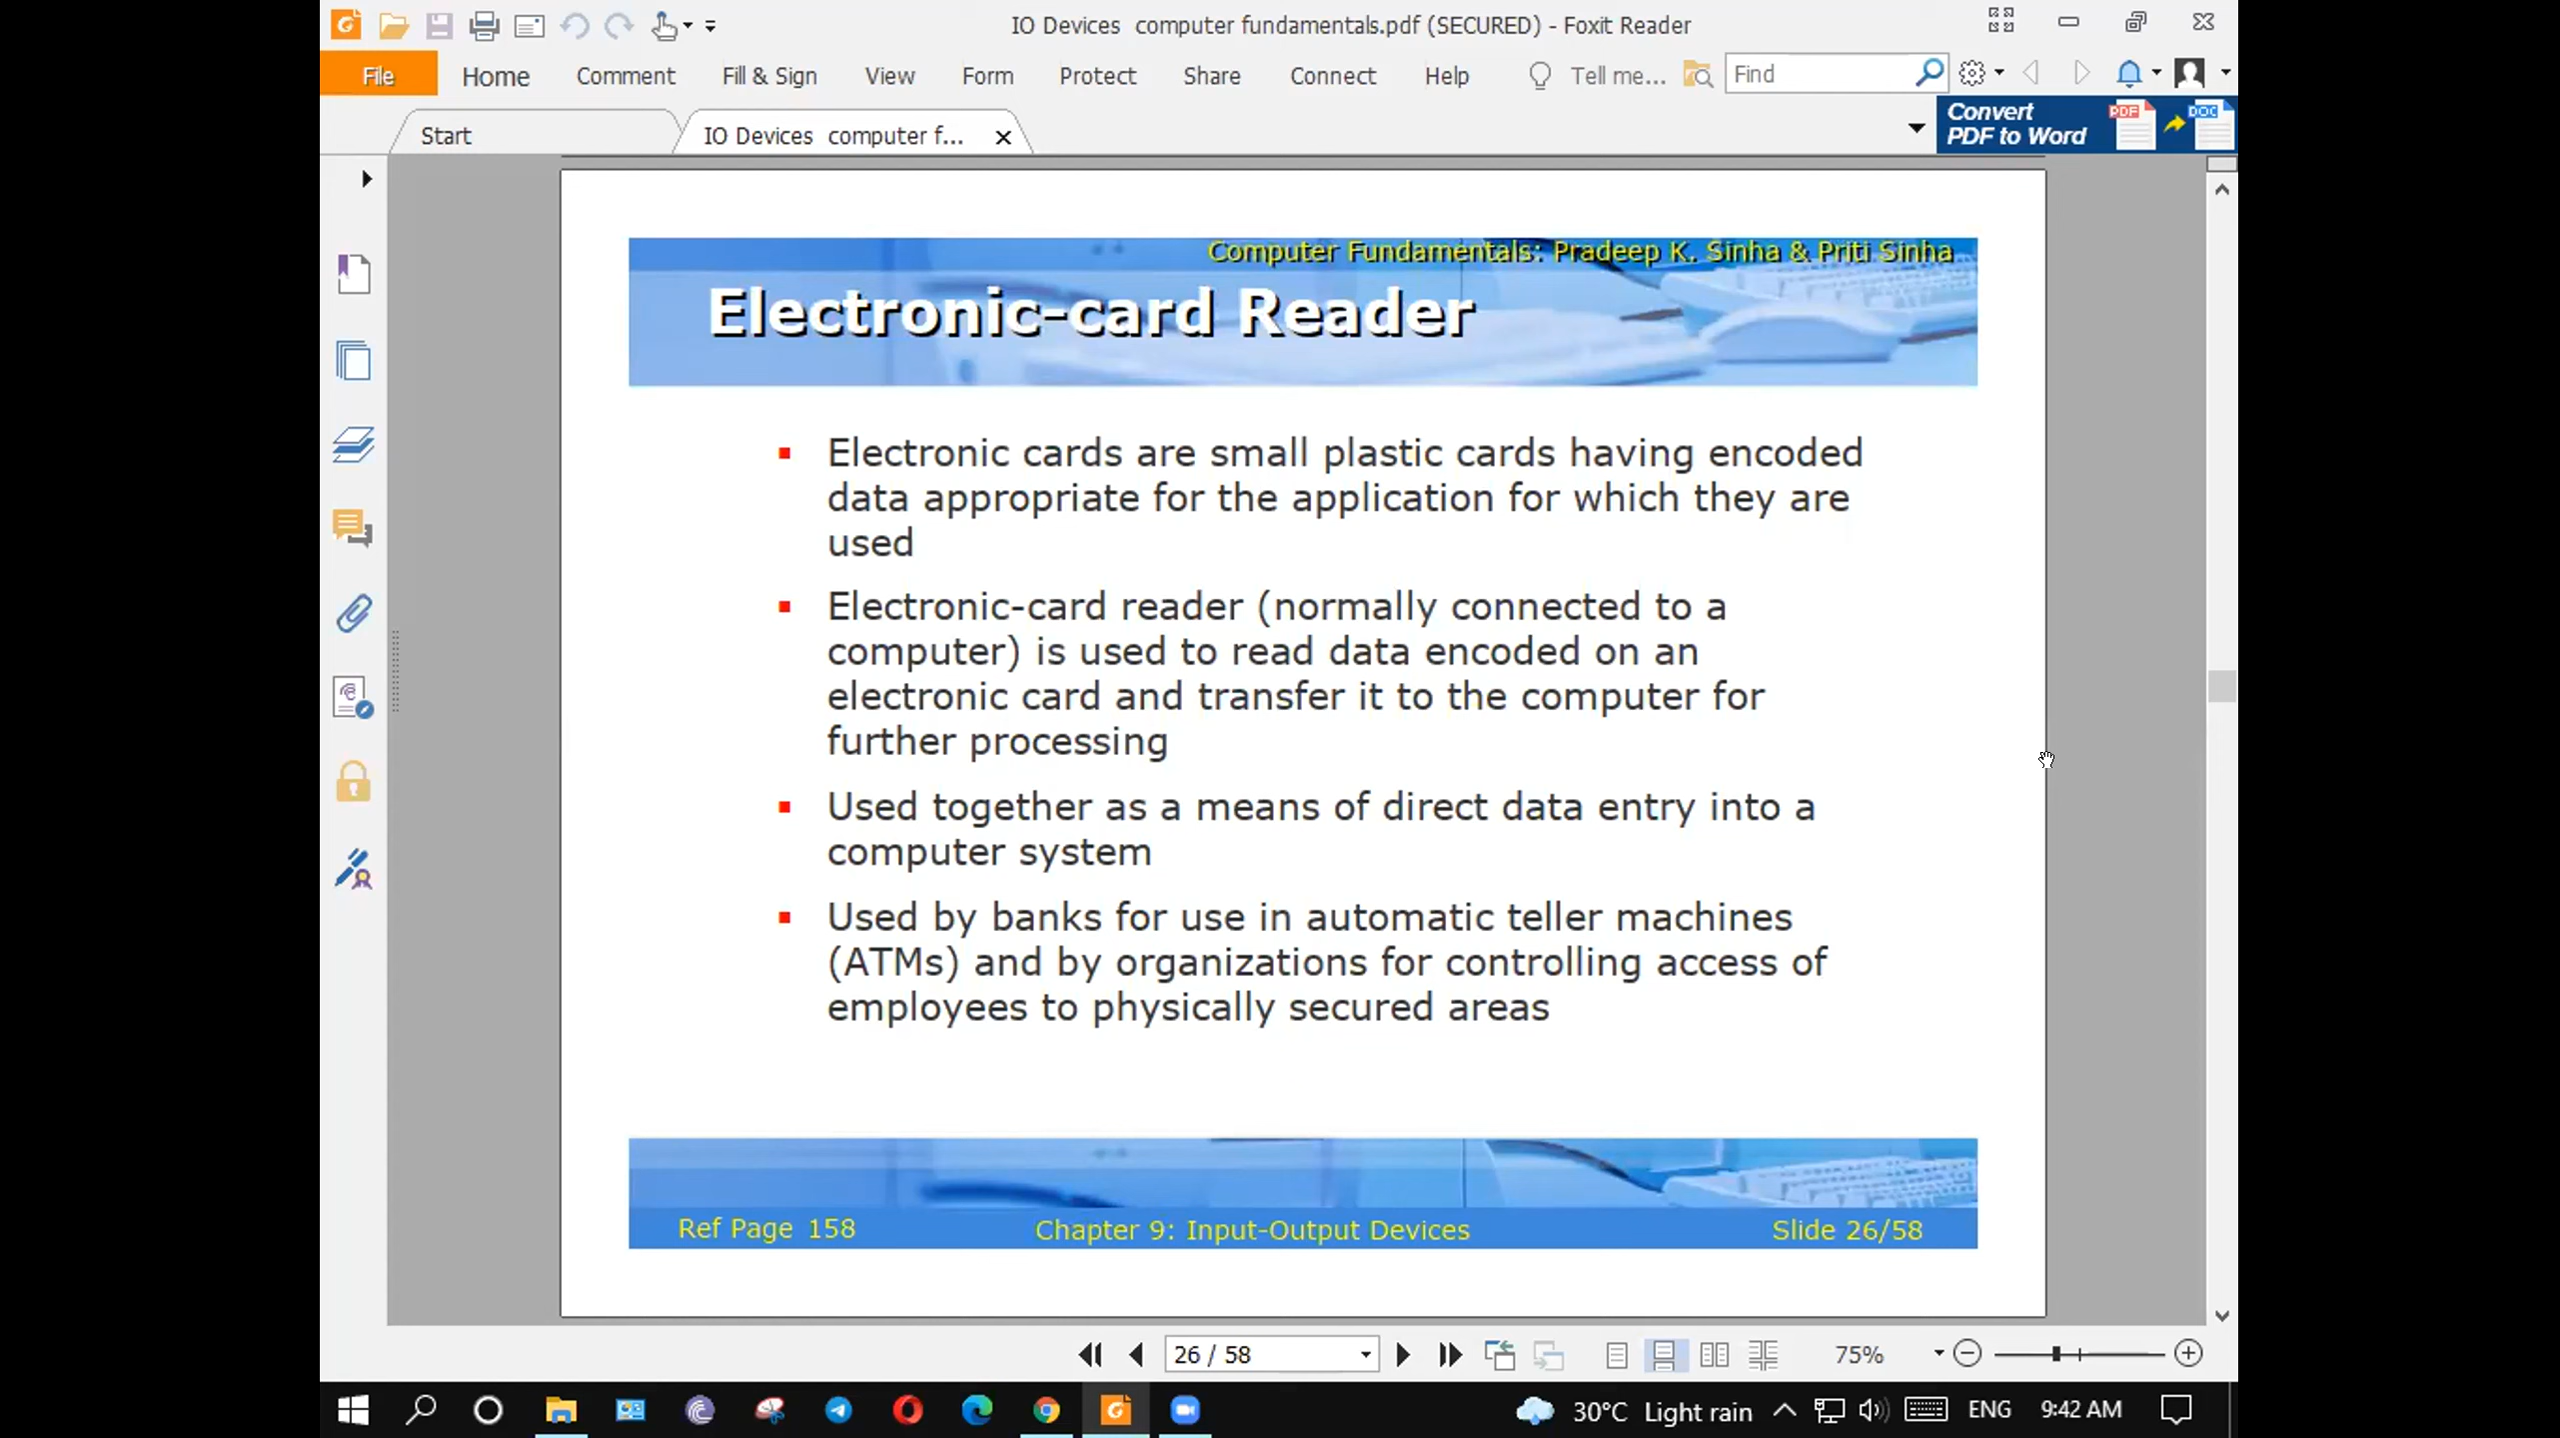 IO Devices computer fundamentals.pdf (SECURED) - Foxit Reader
File Home Comment Fill & Sign View Form Protect Share Connect Help Tell me... Find
Start IO Devices computer f...
Convert
PDF to Word
PDF DOC
Computer Fundamentals: Pradeep K. Sinha & Priti Sinha
Electronic-card Reader
▪ Electronic cards are small plastic cards having encoded
data appropriate for the application for which they are
used
▪ Electronic-card reader (normally connected to a
computer) is used to read data encoded on an
electronic card and transfer it to the computer for
further processing
▪ Used together as a means of direct data entry into a
computer system
▪ Used by banks for use in automatic teller machines
(ATMs) and by organizations for controlling access of
employees to physically secured areas
Ref Page 158 Chapter 9: Input-Output Devices Slide 26/58
26 / 58 75%
30°C Light rain ENG 9:42 AM